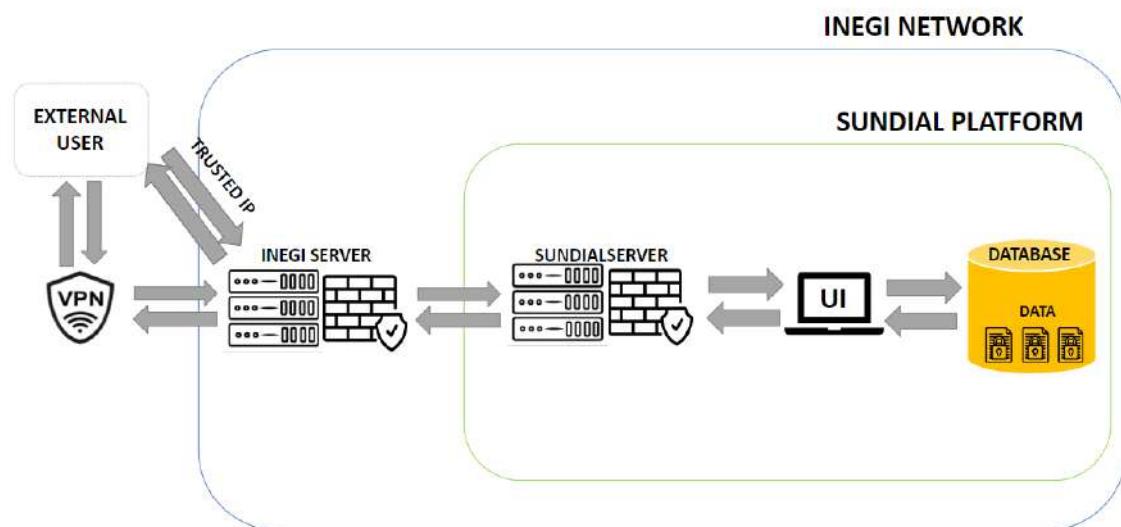 INEGI NETWORK
EXTERNAL
USER
SUNDIAL PLATFORM
TRUSTED IP
INEGI SERVER
SUNDIALSERVER
DATABASE
VPN
UI
DATA